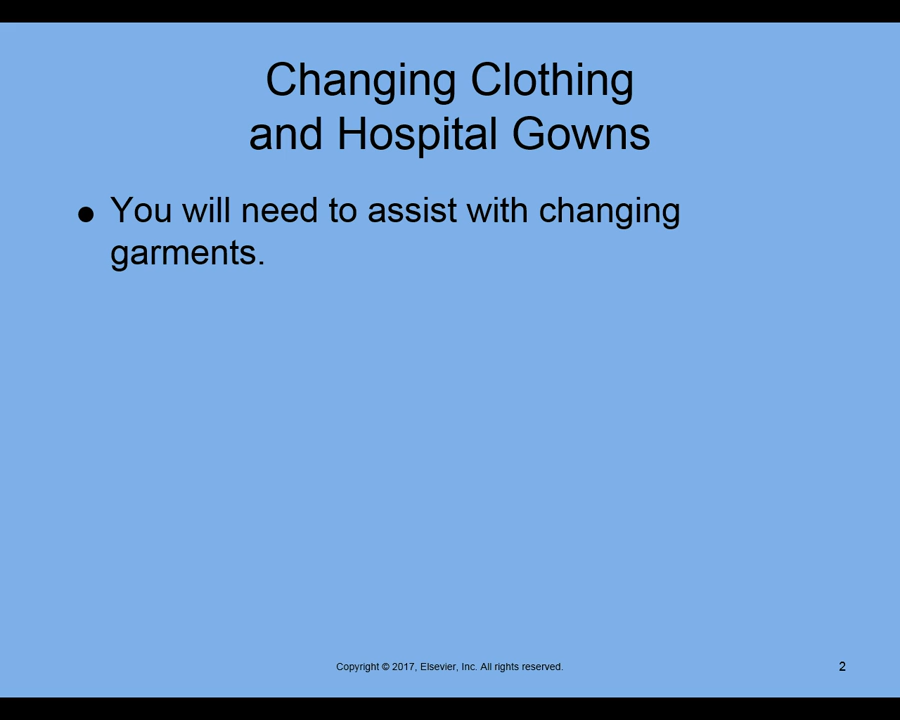 Changing Clothing
and Hospital Gowns
● You will need to assist with changing
garments.
Copyright © 2017, Elsevier, Inc. All rights reserved.
2